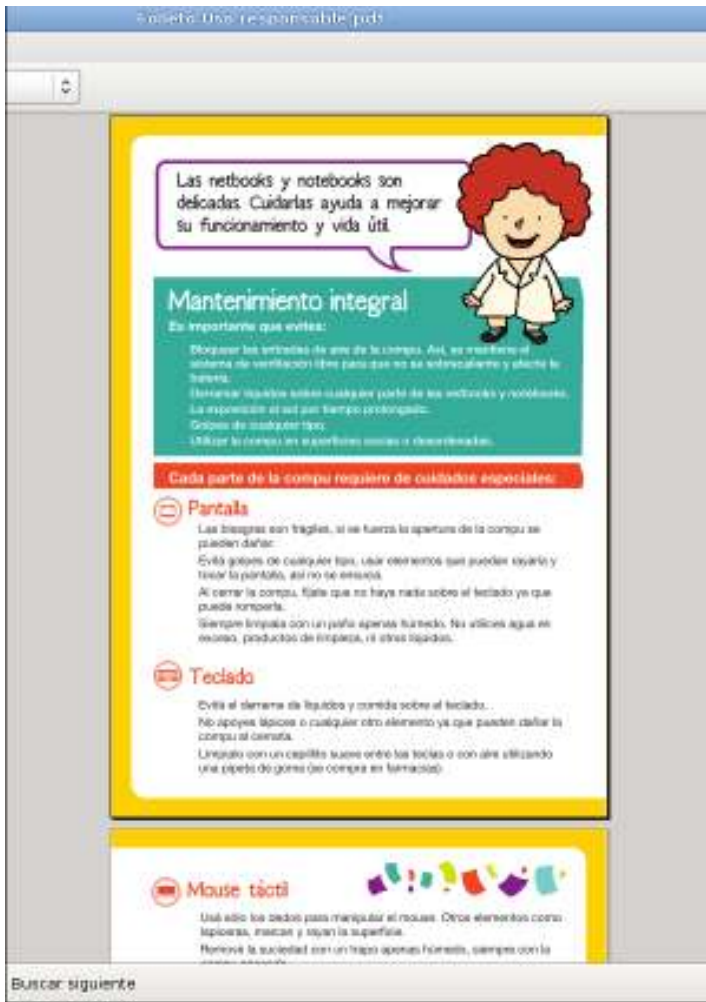 Folleto Uso responsable.pdf
Las netbooks y notebooks son
delicadas. Cuidarlas ayuda a mejorar
su funcionamiento y vida útil.
Mantenimiento integral
Es importante que evites:
Bloquear las entradas de aire de la compu. Así, se mantiene el
sistema de ventilación libre para que no se sobrecaliente y afecte la
batería.
Derramar líquidos sobre cualquier parte de las netbooks y notebooks.
La exposición al sol por tiempo prolongado.
Golpes de cualquier tipo.
Utilizar la compu en superficies sucias o desordenadas.
Cada parte de la compu requiere de cuidados especiales:
Pantalla
Las bisagras son frágiles, si se fuerza la apertura de la compu se
pueden dañar.
Evitá golpes de cualquier tipo, usar elementos que puedan rayarla y
tocar la pantalla, así no se ensucia.
Al cerrar la compu, fijate que no haya nada sobre el teclado ya que
puede romperla.
Siempre limpiala con un paño apenas húmedo. No utilices agua en
exceso, productos de limpieza, ni otros líquidos.
Teclado
Evitá el derrame de líquidos y comida sobre el teclado.
No apoyes lápices o cualquier otro elemento ya que pueden dañar la
compu al cerrarla.
Limpialo con un cepillito suave entre las teclas o con aire utilizando
una pipeta de goma (se compra en farmacias)
Mouse táctil
Usá sólo los dedos para manipular el mouse. Otros elementos como
lapiceras, marcan y rayan la superficie.
Remové la suciedad con un trapo apenas húmedo, siempre con la
Buscar siguiente